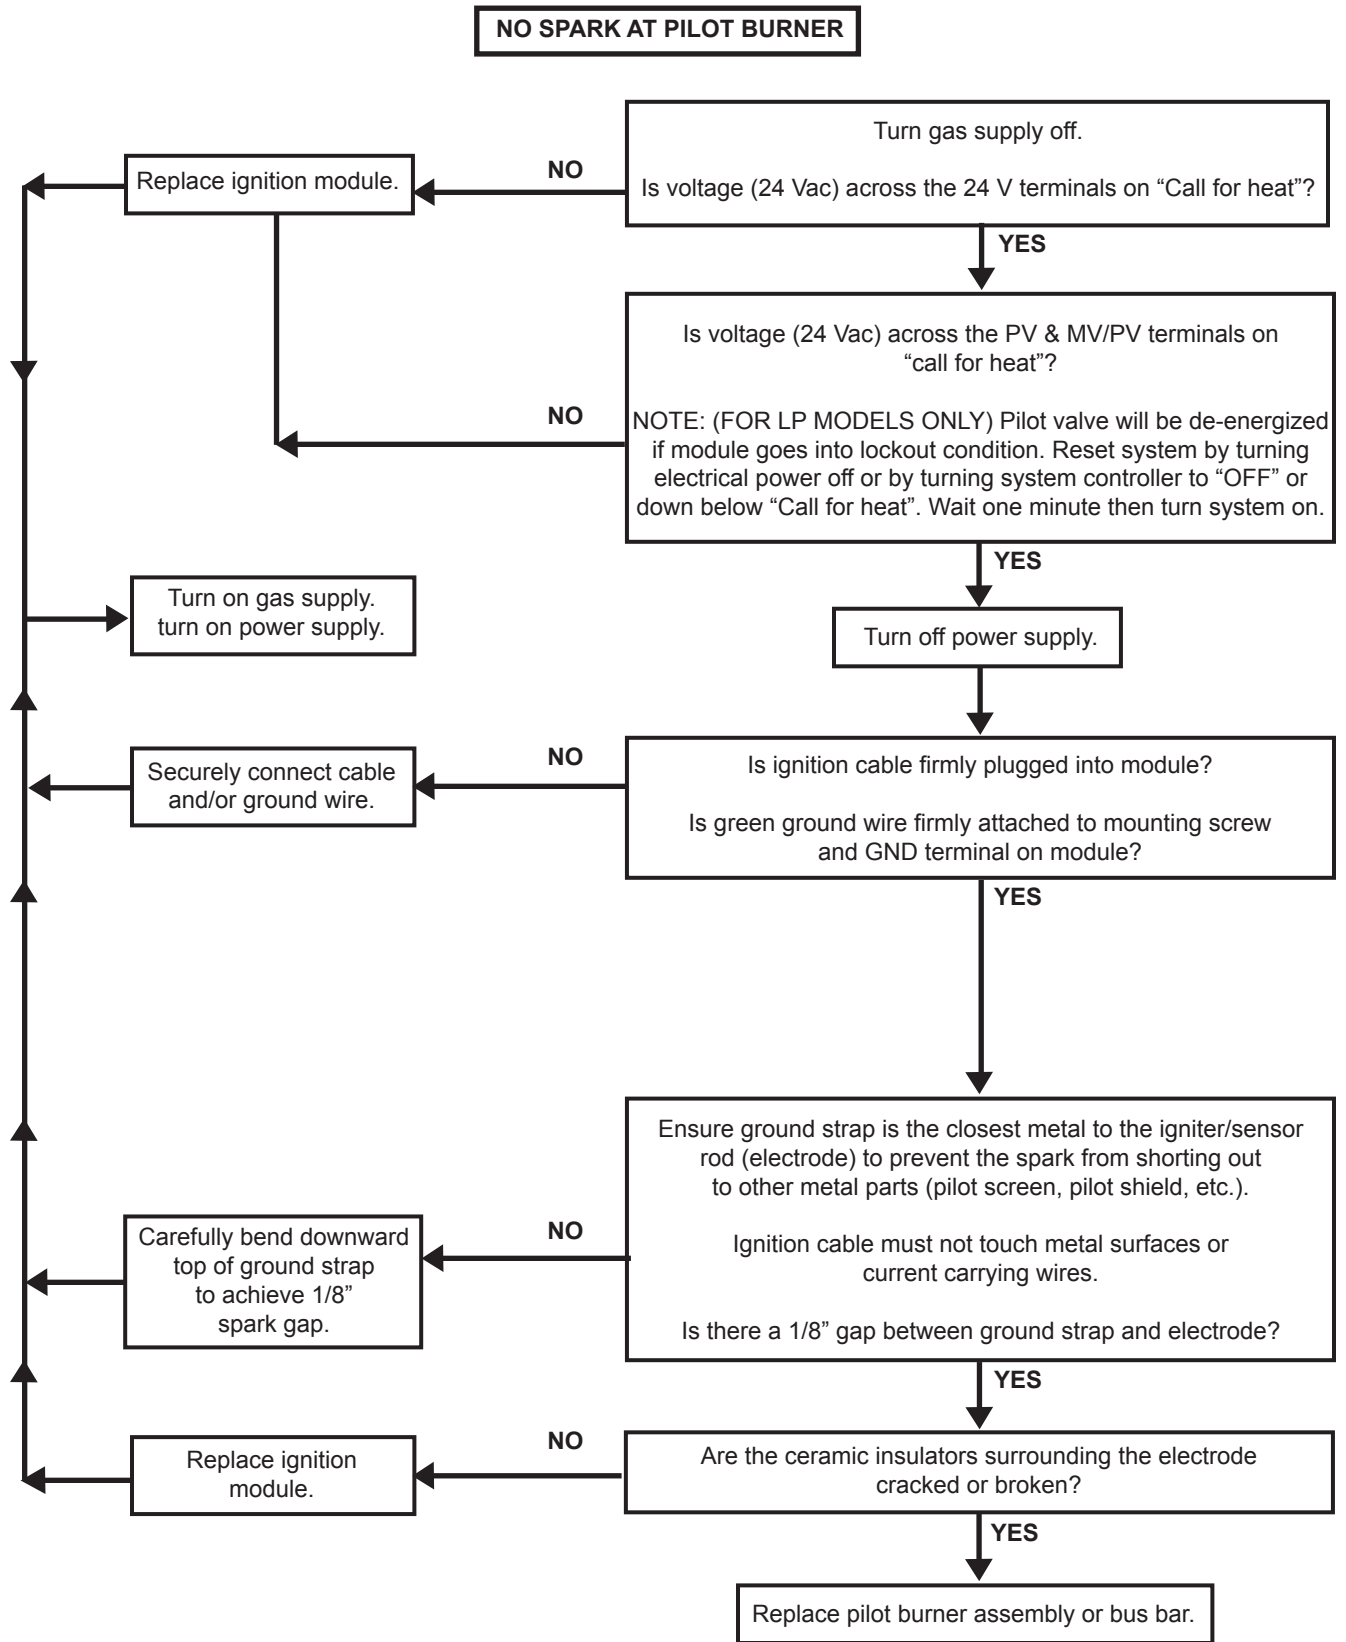 NO SPARK AT PILOT BURNER
Turn gas supply off.
Is voltage (24 Vac) across the 24 V terminals on “Call for heat”?
NO
Replace ignition module.
YES
Is voltage (24 Vac) across the PV & MV/PV terminals on
“call for heat”?
NOTE: (FOR LP MODELS ONLY) Pilot valve will be de-energized
if module goes into lockout condition. Reset system by turning
electrical power off or by turning system controller to “OFF” or
down below “Call for heat”. Wait one minute then turn system on.
NO
YES
Turn on gas supply.
turn on power supply.
Turn off power supply.
Is ignition cable firmly plugged into module?
Is green ground wire firmly attached to mounting screw
and GND terminal on module?
NO
Securely connect cable
and/or ground wire.
YES
Ensure ground strap is the closest metal to the igniter/sensor
rod (electrode) to prevent the spark from shorting out
to other metal parts (pilot screen, pilot shield, etc.).
Ignition cable must not touch metal surfaces or
current carrying wires.
Is there a 1/8” gap between ground strap and electrode?
NO
Carefully bend downward
top of ground strap
to achieve 1/8”
spark gap.
YES
Are the ceramic insulators surrounding the electrode
cracked or broken?
NO
Replace ignition
module.
YES
Replace pilot burner assembly or bus bar.